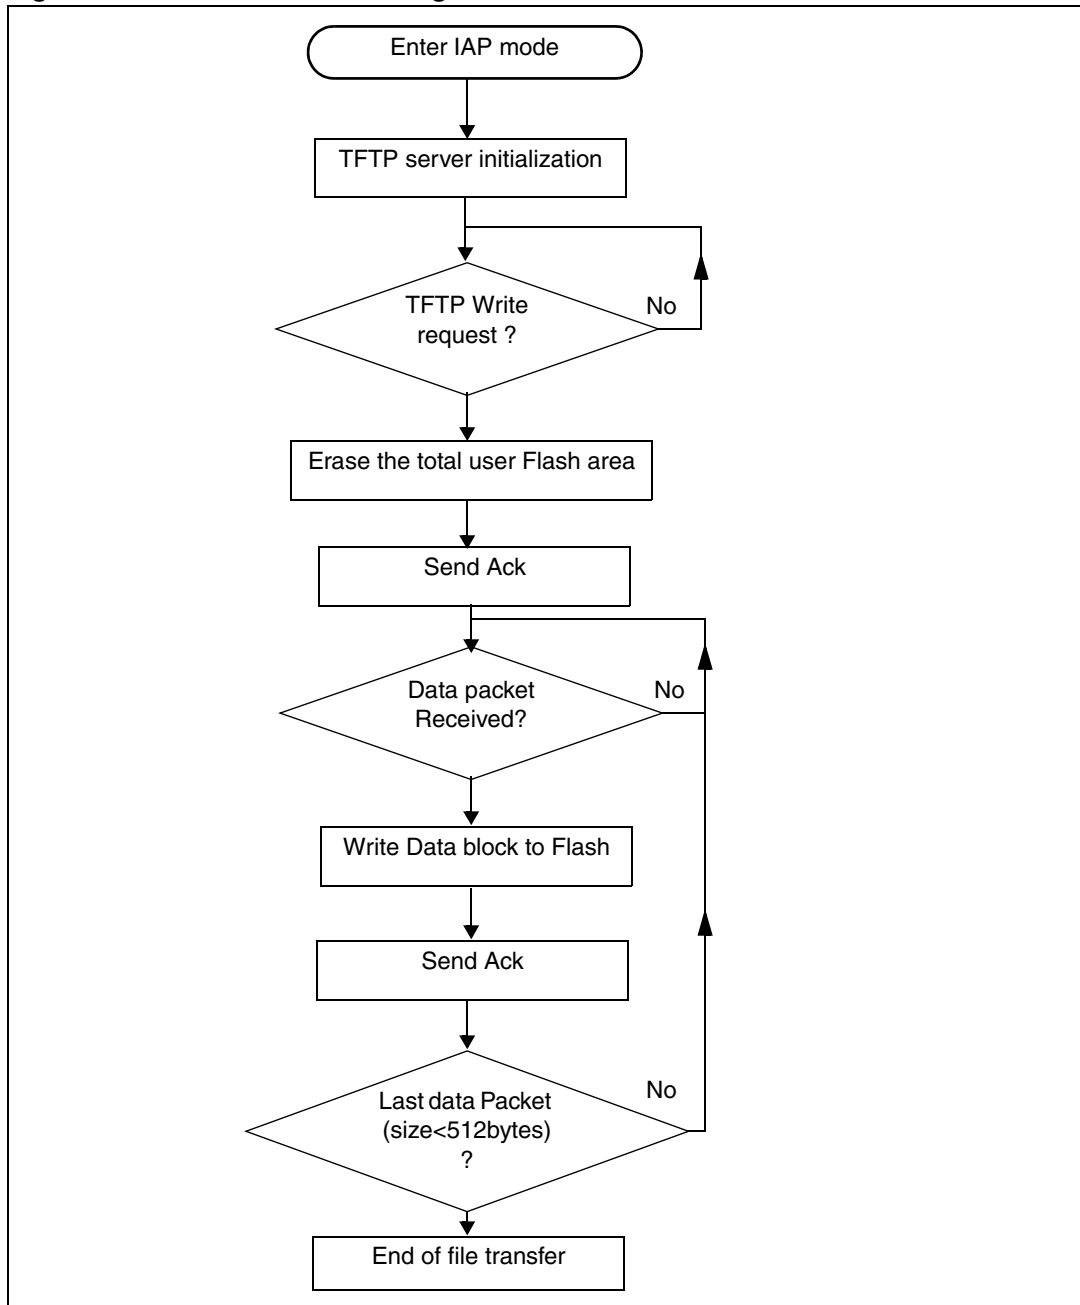 Enter IAP mode
TFTP server initialization
TFTP Write
request ?
No
Erase the total user Flash area
Send Ack
Data packet
Received?
No
Write Data block to Flash
Send Ack
Last data Packet
(size<512bytes)
?
No
End of file transfer